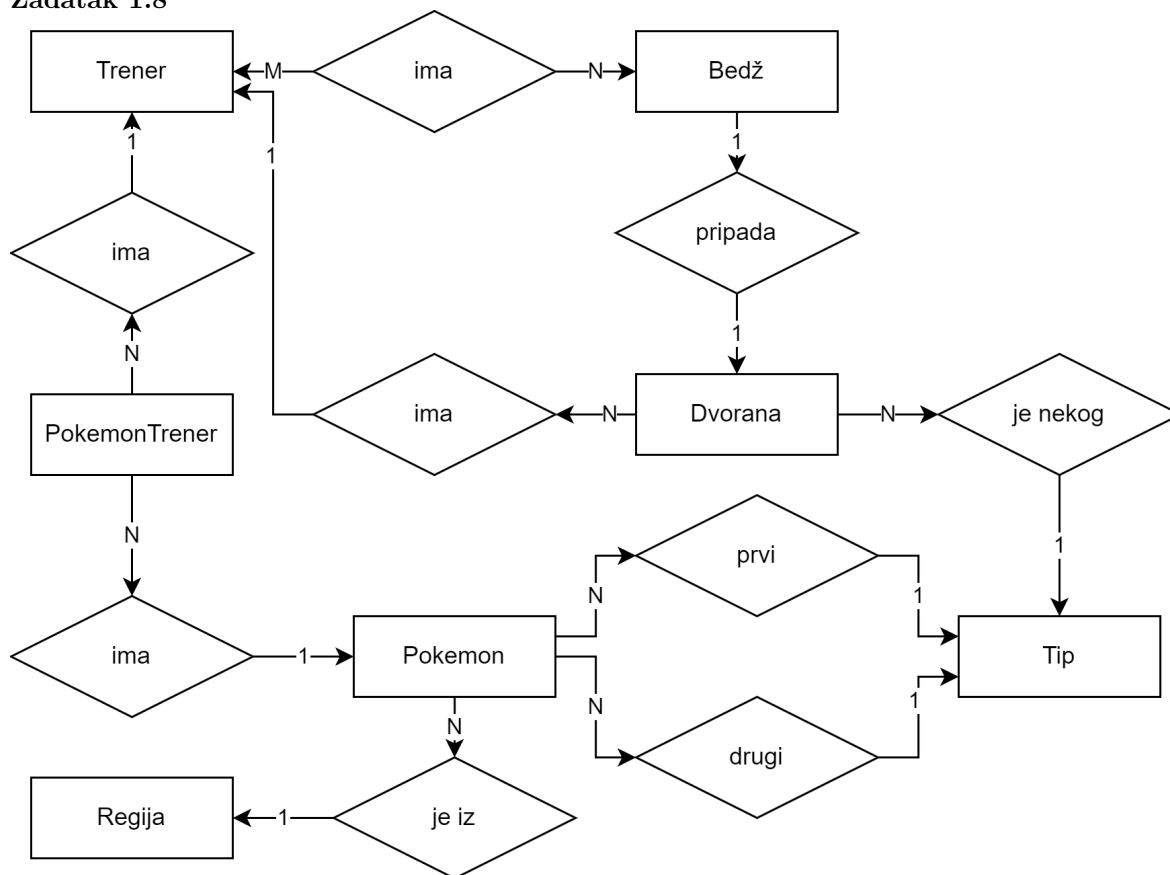 Zadatak 1.8
Trener
M
ima
N
Bedž
1
1
1
ima
pripada
N
1
PokemonTrener
ima
N
Dvorana
N
je nekog
N
prvi
N
1
1
ima
1
Pokemon
Tip
N
N
1
drugi
Regija
1
je iz